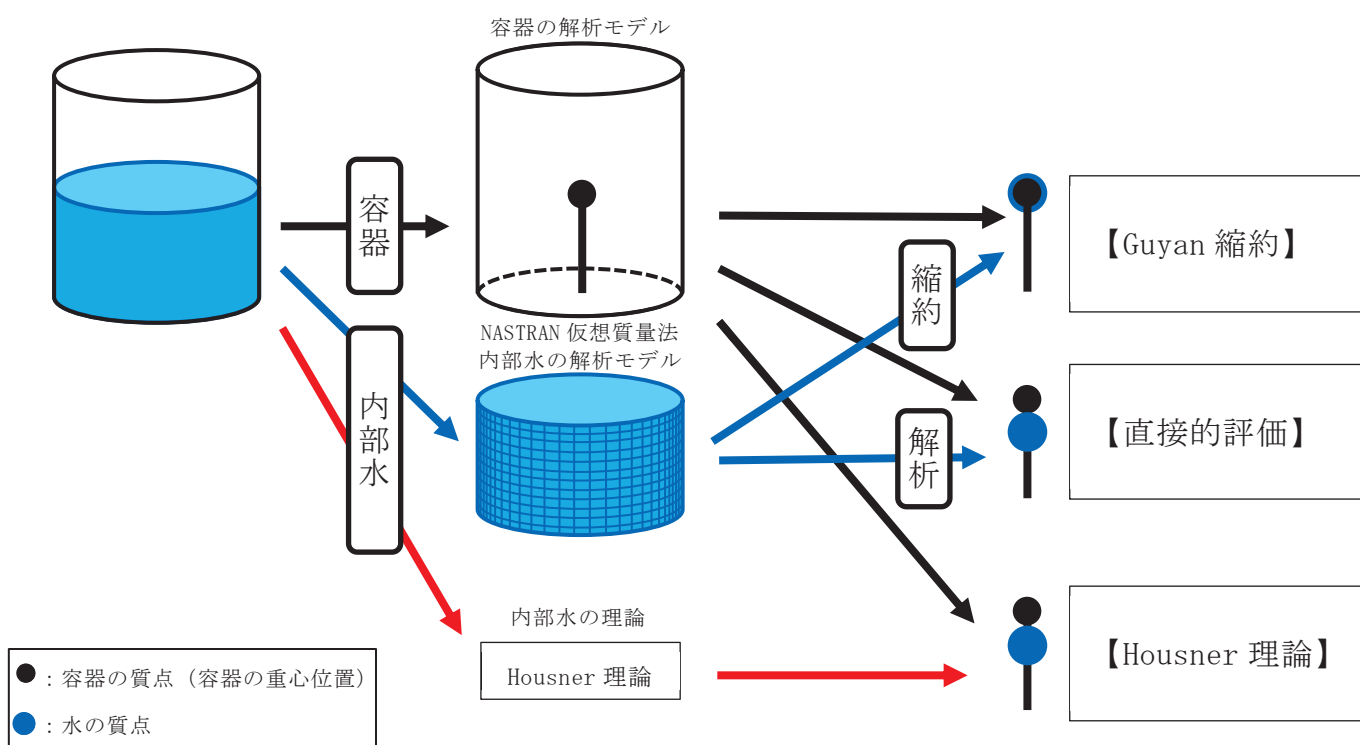 容器の解析モデル
容器
縮約
【Guyan 縮約】
NASTRAN 仮想質量法
内部水の解析モデル
内部水
解析
【直接的評価】
内部水の理論
Housner 理論
【Housner 理論】
：容器の質点（容器の重心位置）
：水の質点